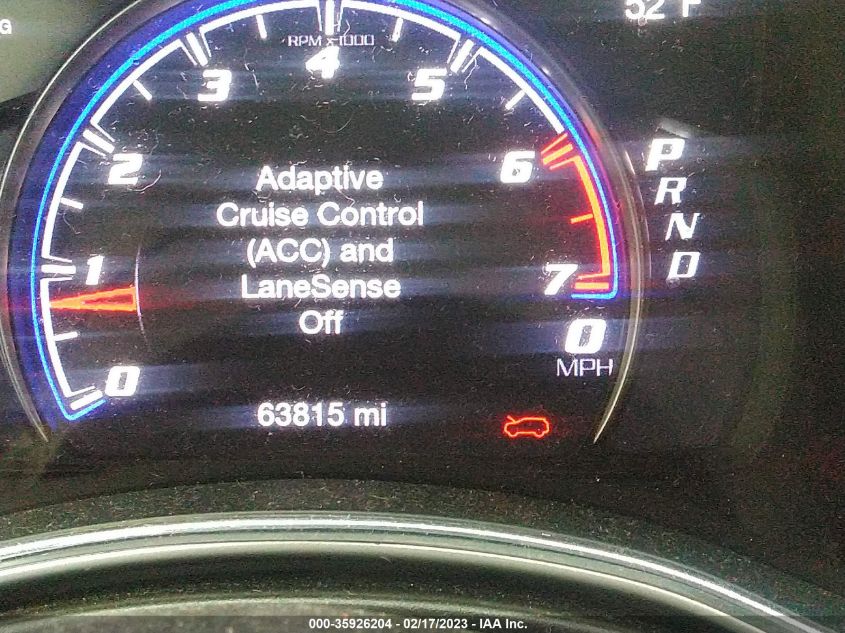 G
52 F
RPM x1000
0
1
2
3
4
5
6
7
Adaptive
Cruise Control
(ACC) and
LaneSense
Off
P
R
N
D
0
MPH
63815 mi
000-35926204 - 02/17/2023 - IAA Inc.